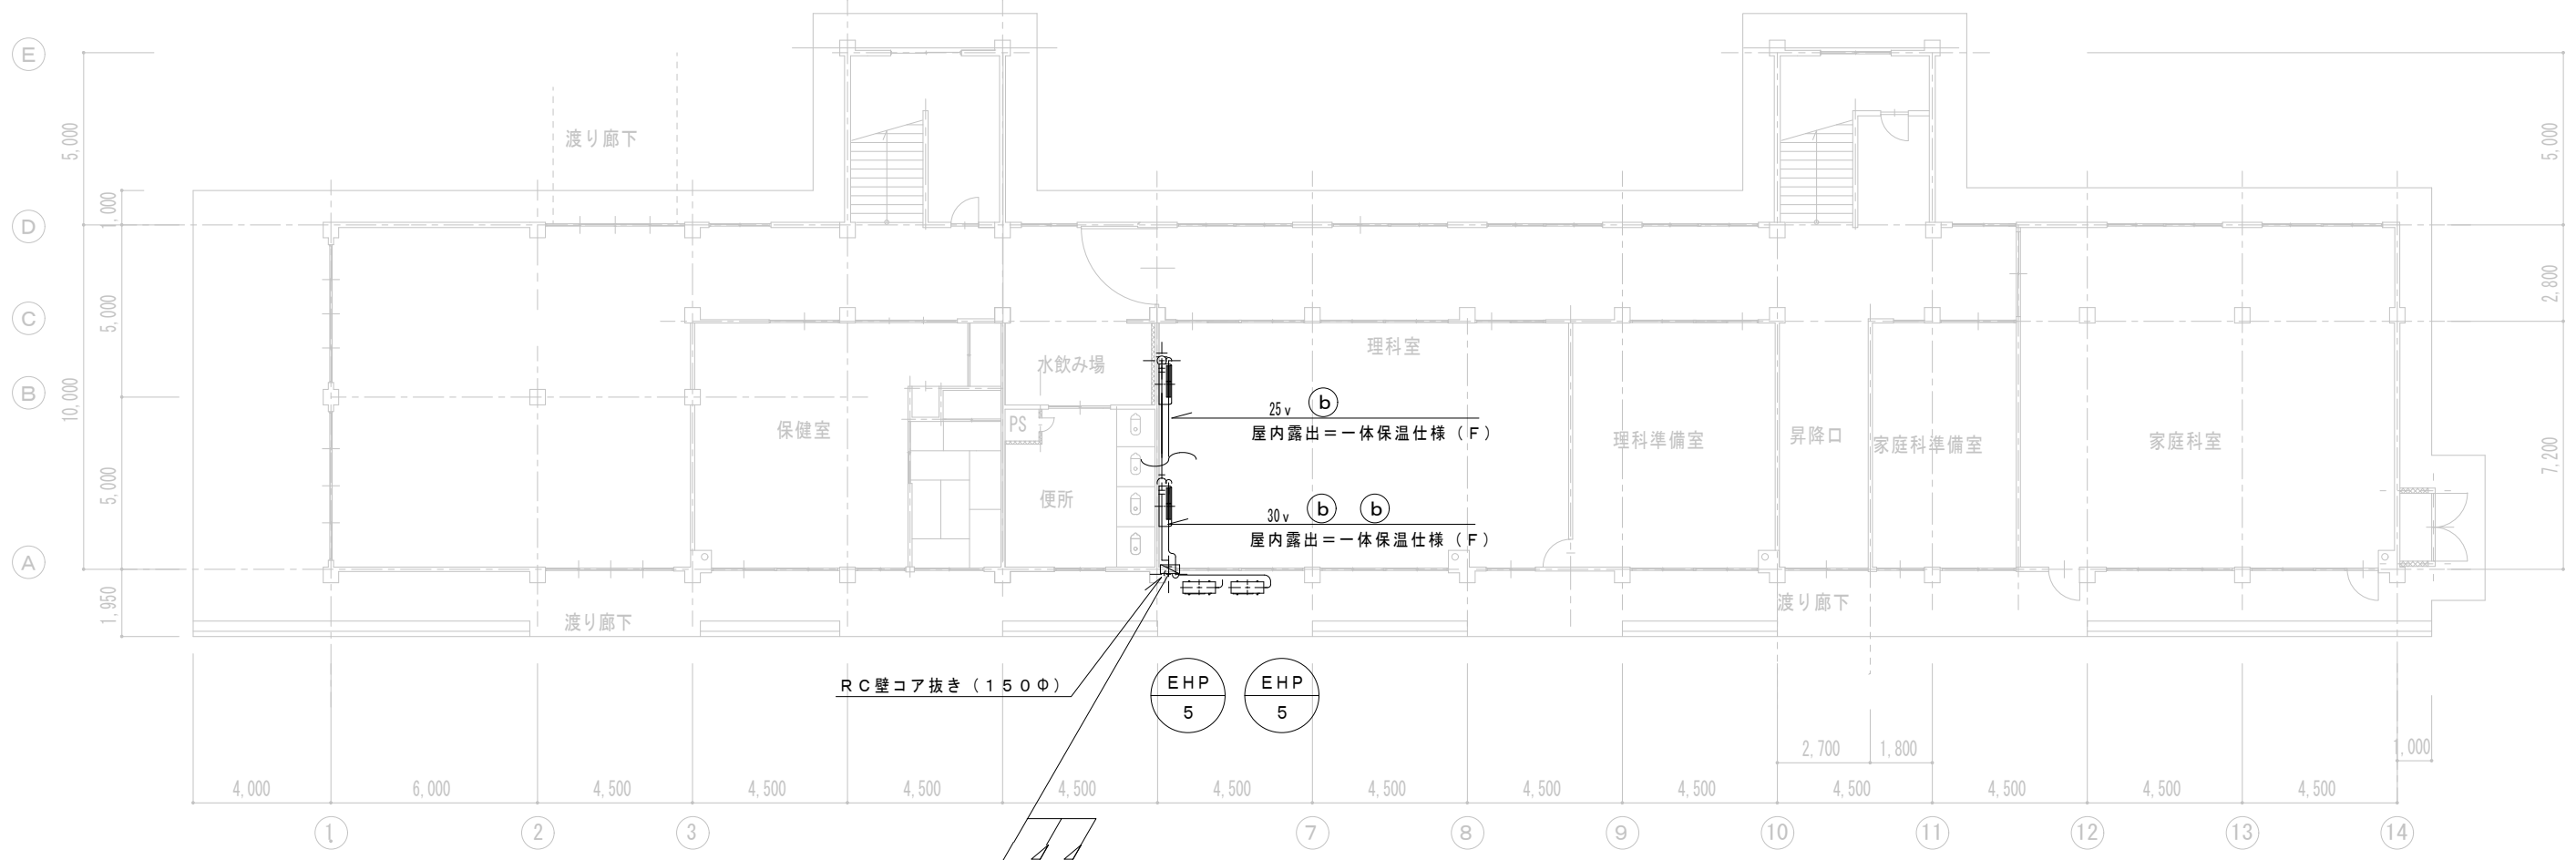 E
D
C
B
A
5,000
1,000
5,000
10,000
5,000
1,950
渡り廊下
5,000
2,800
7,200
水飲み場
理科室
保健室
PS
便所
25v b
屋内露出=一体保温仕様(F)
30v b b
屋内露出=一体保温仕様(F)
理科準備室
昇降口
家庭科準備室
家庭科室
渡り廊下
渡り廊下
RC壁コア抜き(150Φ)
EHP
5
EHP
5
2,700
1,800
1,000
4,000
6,000
4,500
4,500
4,500
4,500
4,500
4,500
4,500
4,500
4,500
4,500
4,500
4,500
1
2
3
7
8
9
10
11
12
13
14